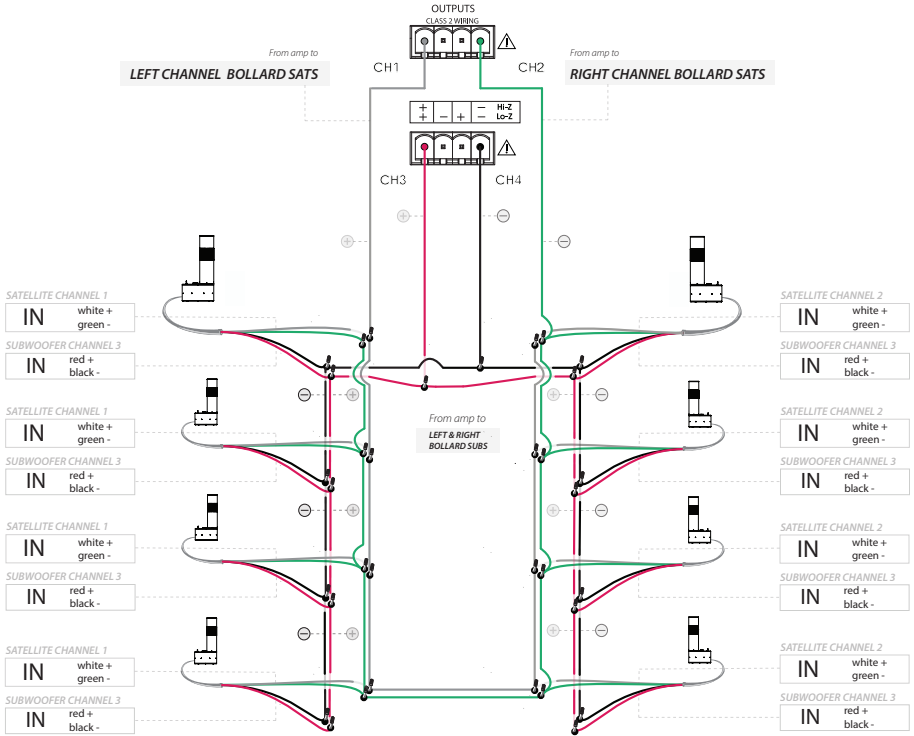 OUTPUTS
CLASS 2 WIRING
CH1
CH2
From amp to
LEFT CHANNEL BOLLARD SATS
From amp to
RIGHT CHANNEL BOLLARD SATS
+ − Hi-Z
+ − + − Lo-Z
CH3
CH4
+ −
+ −
SATELLITE CHANNEL 1
IN white +
green -
SUBWOOFER CHANNEL 3
IN red +
black -
SATELLITE CHANNEL 2
IN white +
green -
SUBWOOFER CHANNEL 3
IN red +
black -
− +
+ −
From amp to
LEFT & RIGHT
BOLLARD SUBS
SATELLITE CHANNEL 1
IN white +
green -
SUBWOOFER CHANNEL 3
IN red +
black -
SATELLITE CHANNEL 2
IN white +
green -
SUBWOOFER CHANNEL 3
IN red +
black -
− +
+ −
SATELLITE CHANNEL 1
IN white +
green -
SUBWOOFER CHANNEL 3
IN red +
black -
SATELLITE CHANNEL 2
IN white +
green -
SUBWOOFER CHANNEL 3
IN red +
black -
− +
+ −
SATELLITE CHANNEL 1
IN white +
green -
SUBWOOFER CHANNEL 3
IN red +
black -
SATELLITE CHANNEL 2
IN white +
green -
SUBWOOFER CHANNEL 3
IN red +
black -